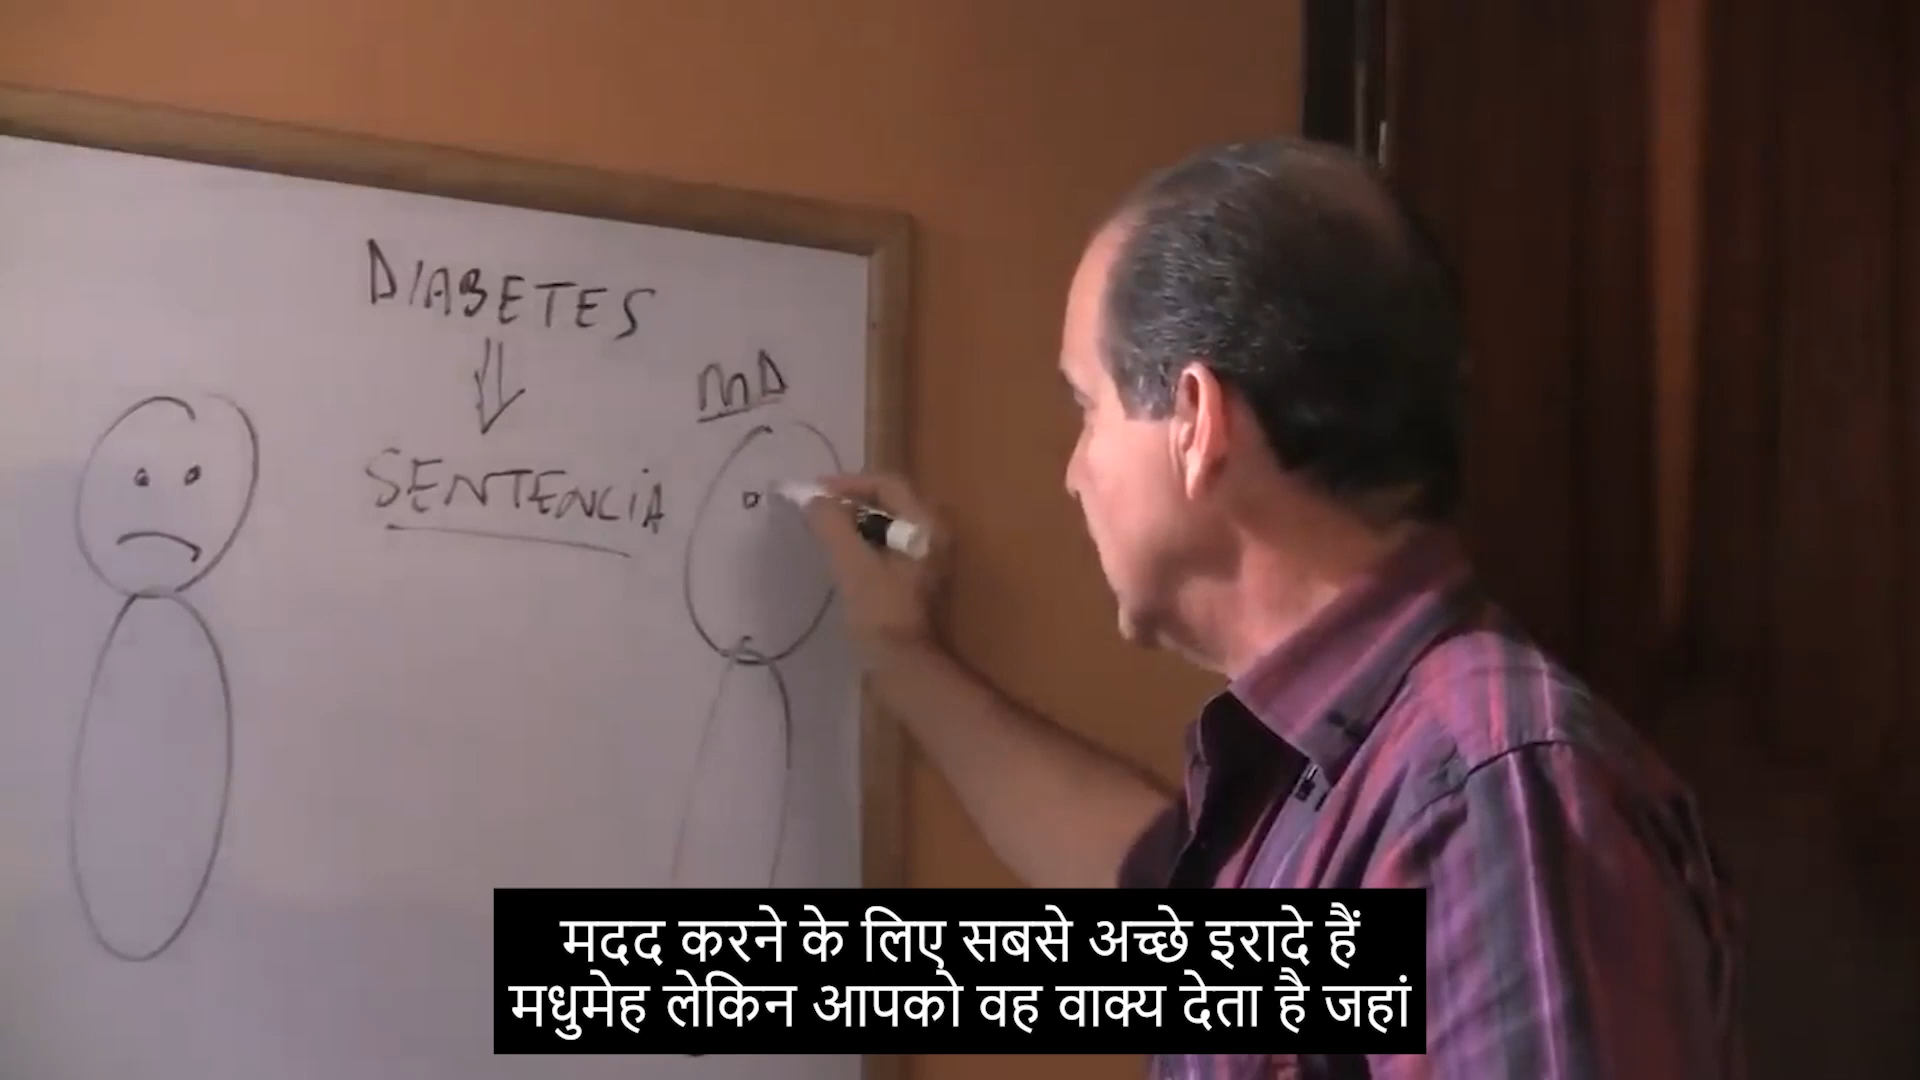 DIABETES
MD
SENTENCIA
मदद करने के लिए सबसे अच्छे इरादे हैं
मधुमेह लेकिन आपको वह वाक्य देता है जहां